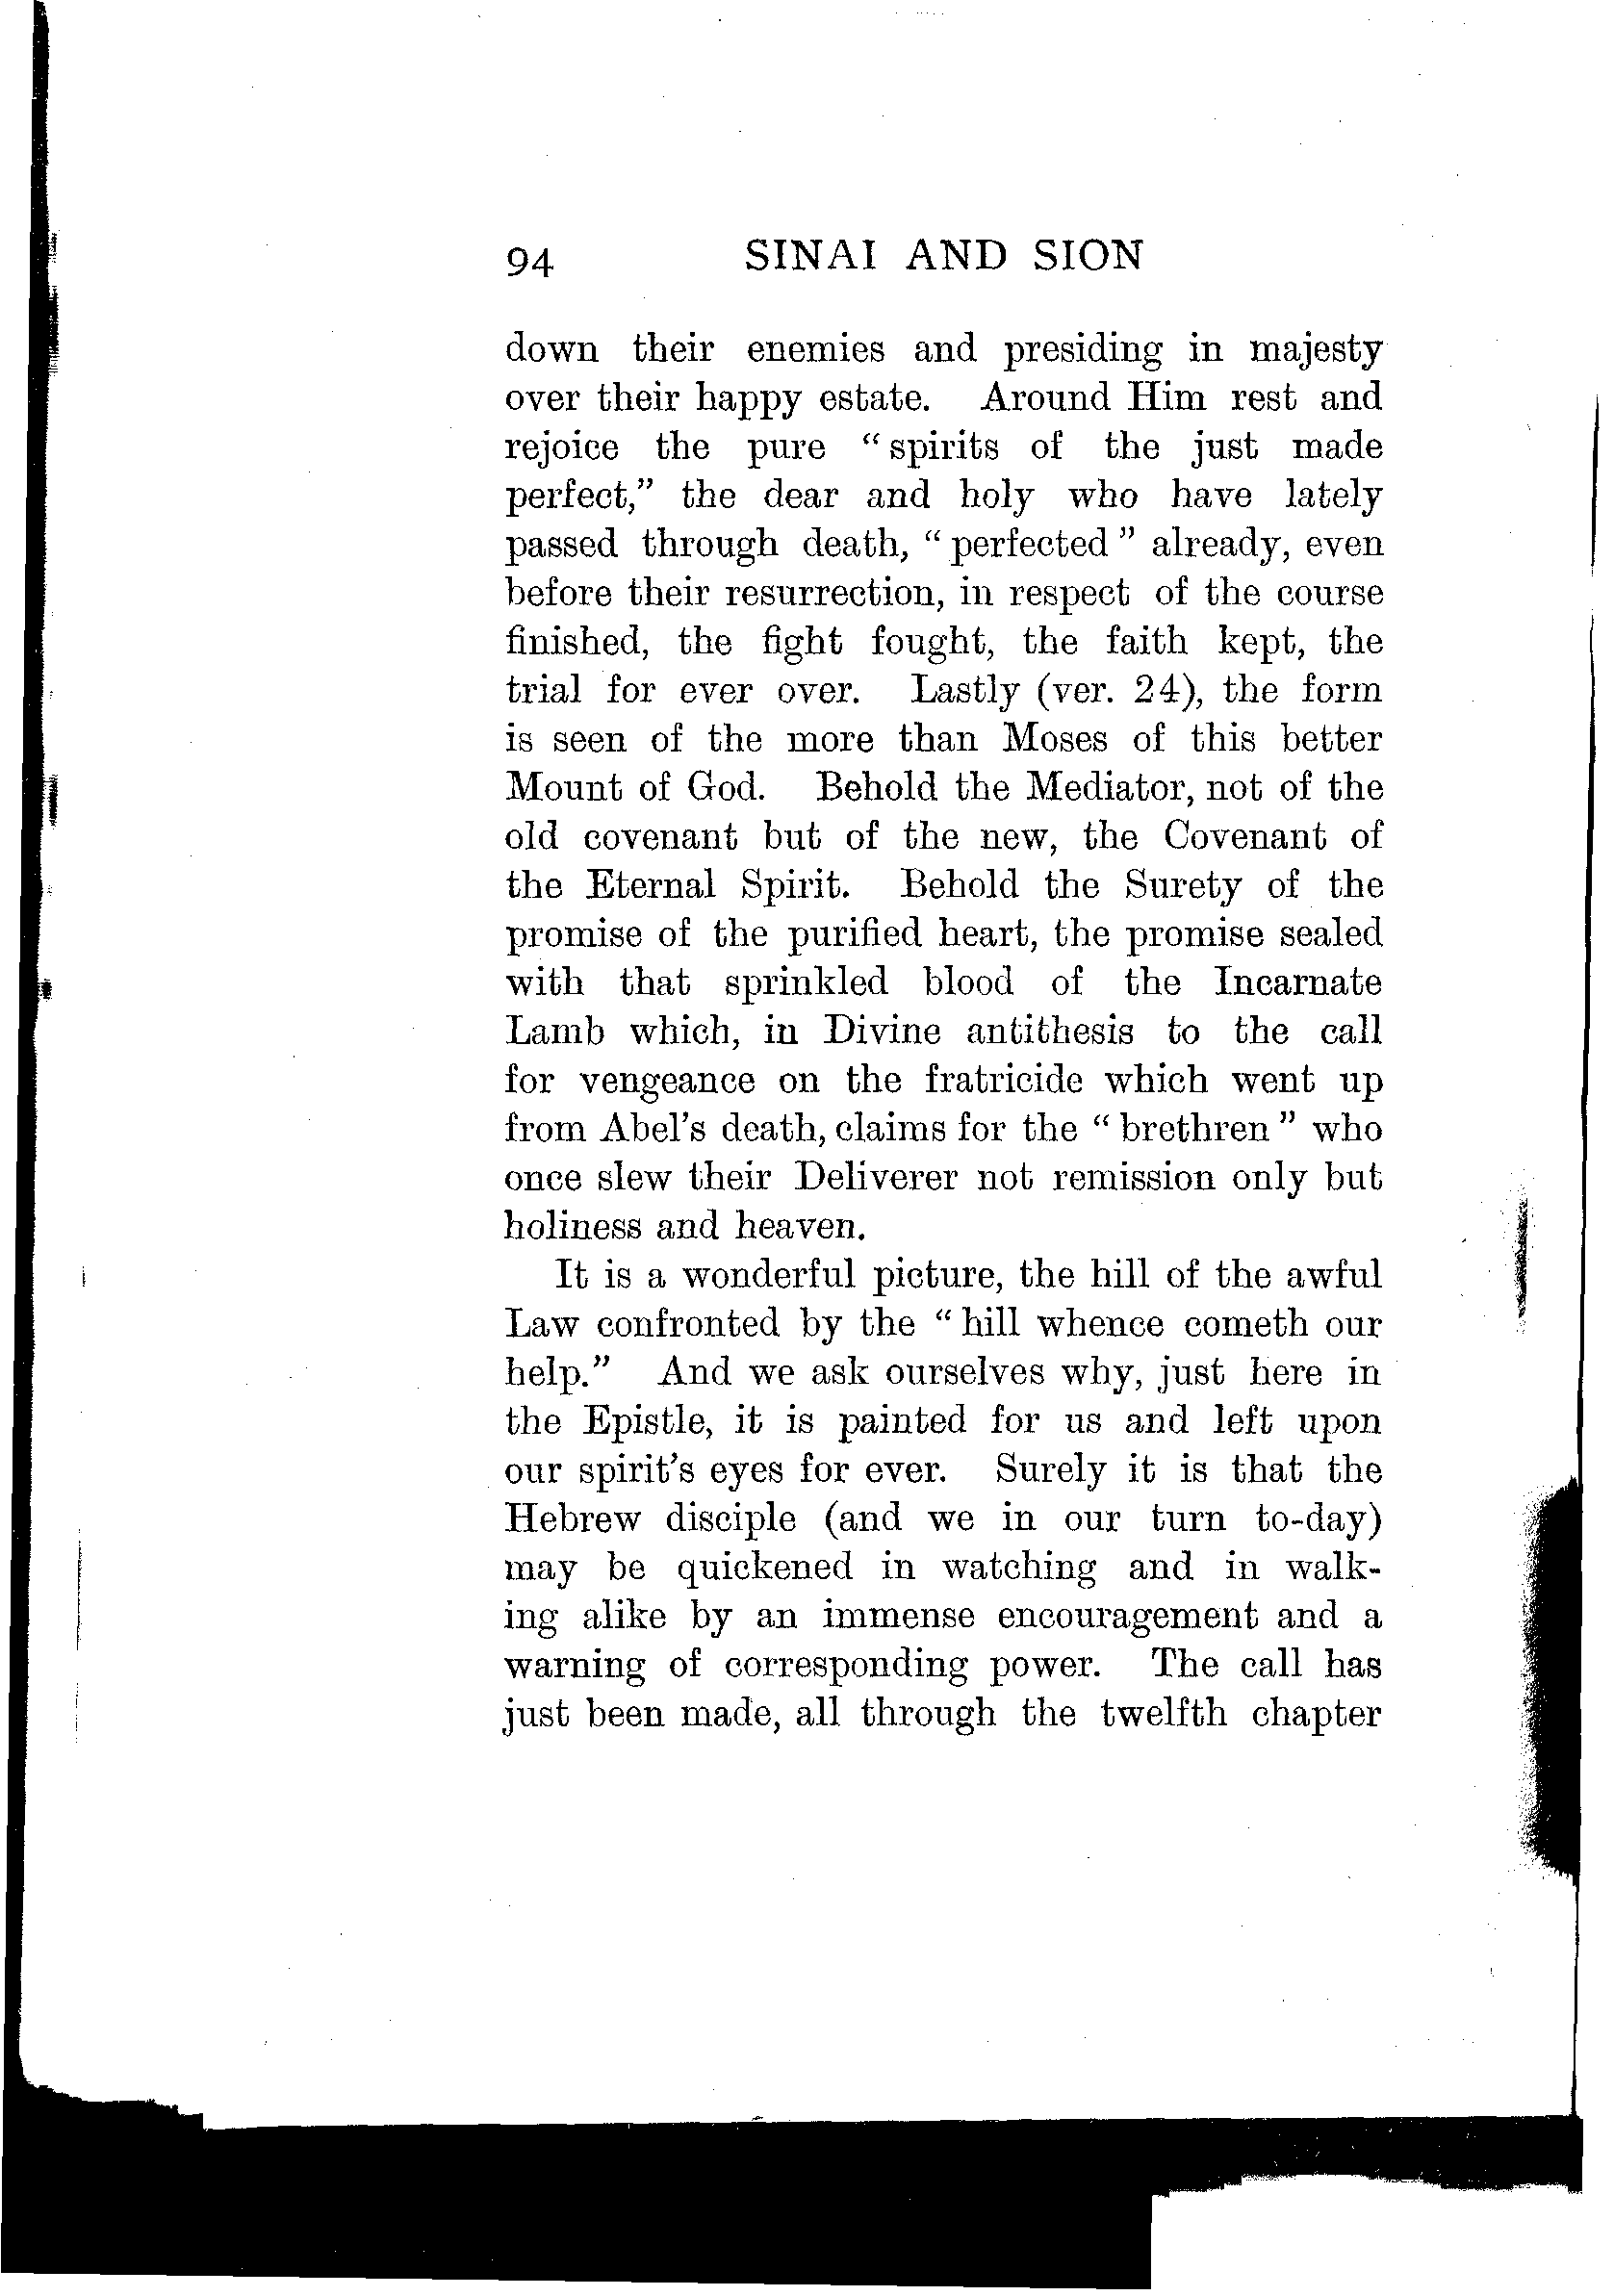 94 SINAI AND SION
down their enemies and presiding in majesty
over their happy estate. Around Him rest and
rejoice the pure “spirits of the just made
perfect,” the dear and holy who have lately
passed through death, “perfected” already, even
before their resurrection, in respect of the course
finished, the fight fought, the faith kept, the
trial for ever over. Lastly (ver. 24), the form
is seen of the more than Moses of this better
Mount of God. Behold the Mediator, not of the
old covenant but of the new, the Covenant of
the Eternal Spirit. Behold the Surety of the
promise of the purified heart, the promise sealed
with that sprinkled blood of the Incarnate
Lamb which, in Divine antithesis to the call
for vengeance on the fratricide which went up
from Abel's death, claims for the “brethren” who
once slew their Deliverer not remission only but
holiness and heaven.
It is a wonderful picture, the hill of the awful
Law confronted by the “hill whence cometh our
help.” And we ask ourselves why, just here in
the Epistle, it is painted for us and left upon
our spirit's eyes for ever. Surely it is that the
Hebrew disciple (and we in our turn to-day)
may be quickened in watching and in walk-
ing alike by an immense encouragement and a
warning of corresponding power. The call has
just been made, all through the twelfth chapter